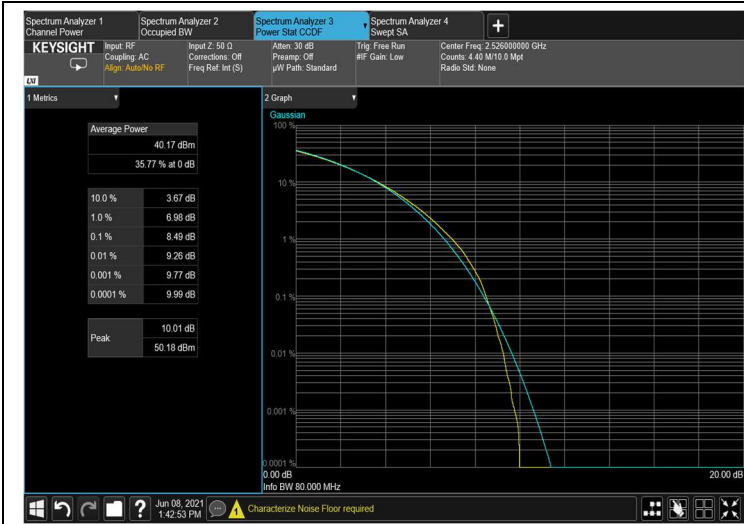 Spectrum Analyzer 1
Channel Power
Spectrum Analyzer 2
Occupied BW
Spectrum Analyzer 3
Power Stat CCDF
Spectrum Analyzer 4
Swept SA
KEYSIGHT
Input: RF
Coupling: AC
Align: Auto/No RF
Input Z: 50 Ω
Corrections: Off
Freq Ref: Int (S)
Atten: 30 dB
Preamp: Off
µW Path: Standard
Trig: Free Run
#IF Gain: Low
Center Freq: 2.526000000 GHz
Counts: 4.40 M/10.0 Mpt
Radio Std: None
LXI
1 Metrics
Average Power
40.17 dBm
35.77 % at 0 dB
10.0 % 3.67 dB
1.0 % 6.98 dB
0.1 % 8.49 dB
0.01 % 9.26 dB
0.001 % 9.77 dB
0.0001 % 9.99 dB
Peak
10.01 dB
50.18 dBm
2 Graph
Gaussian
100 %
10 %
1 %
0.1 %
0.01 %
0.001 %
0.0001 %
0.00 dB
20.00 dB
Info BW 80.000 MHz
Jun 08, 2021
1:42:53 PM
1
Characterize Noise Floor required